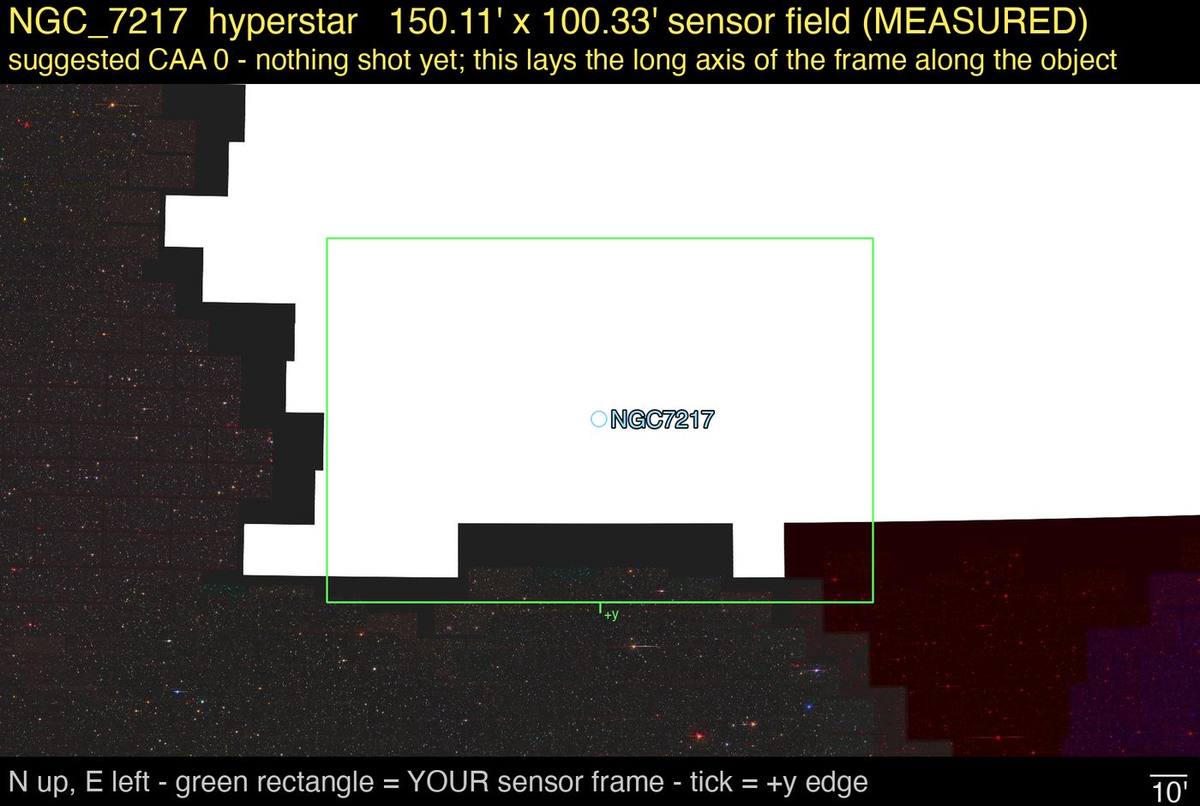 NGC_7217 hyperstar 150.11' x 100.33' sensor field (MEASURED)
suggested CAA 0 - nothing shot yet; this lays the long axis of the frame along the object
NGC7217
+y
N up, E left - green rectangle = YOUR sensor frame - tick = +y edge
10'